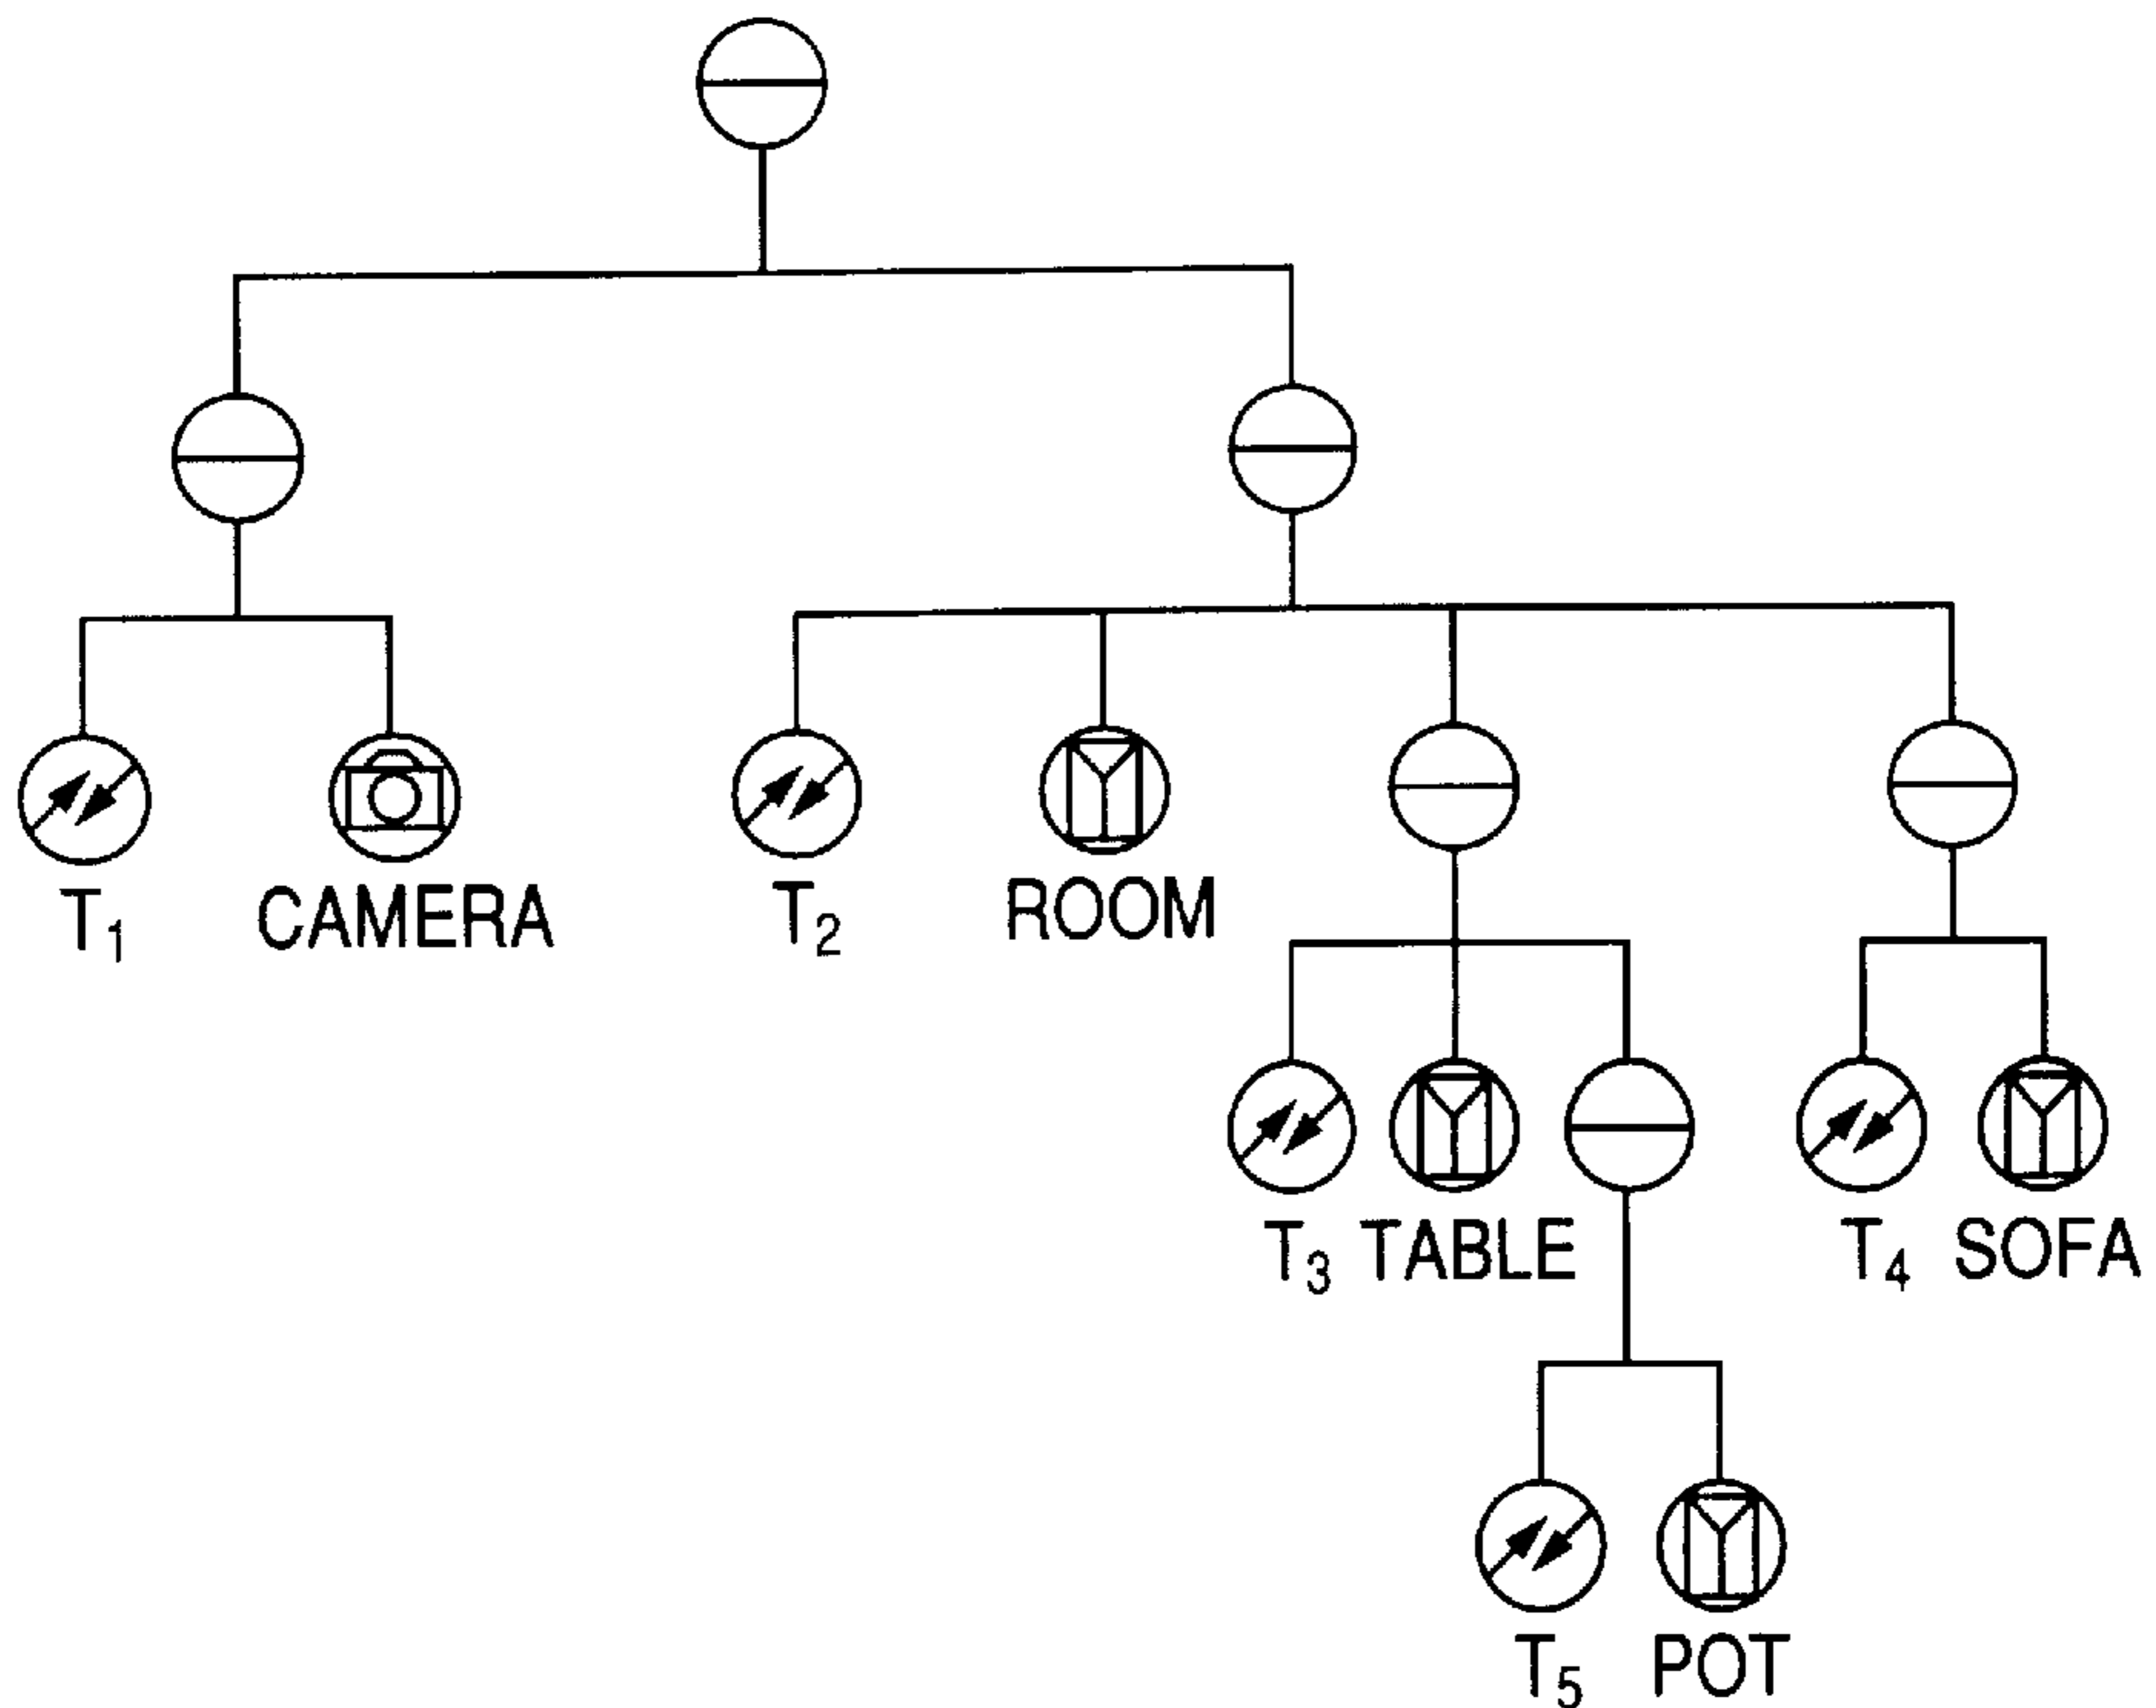 T₁ CAMERA T₂ ROOM
T₃ TABLE T₄ SOFA
T₅ POT